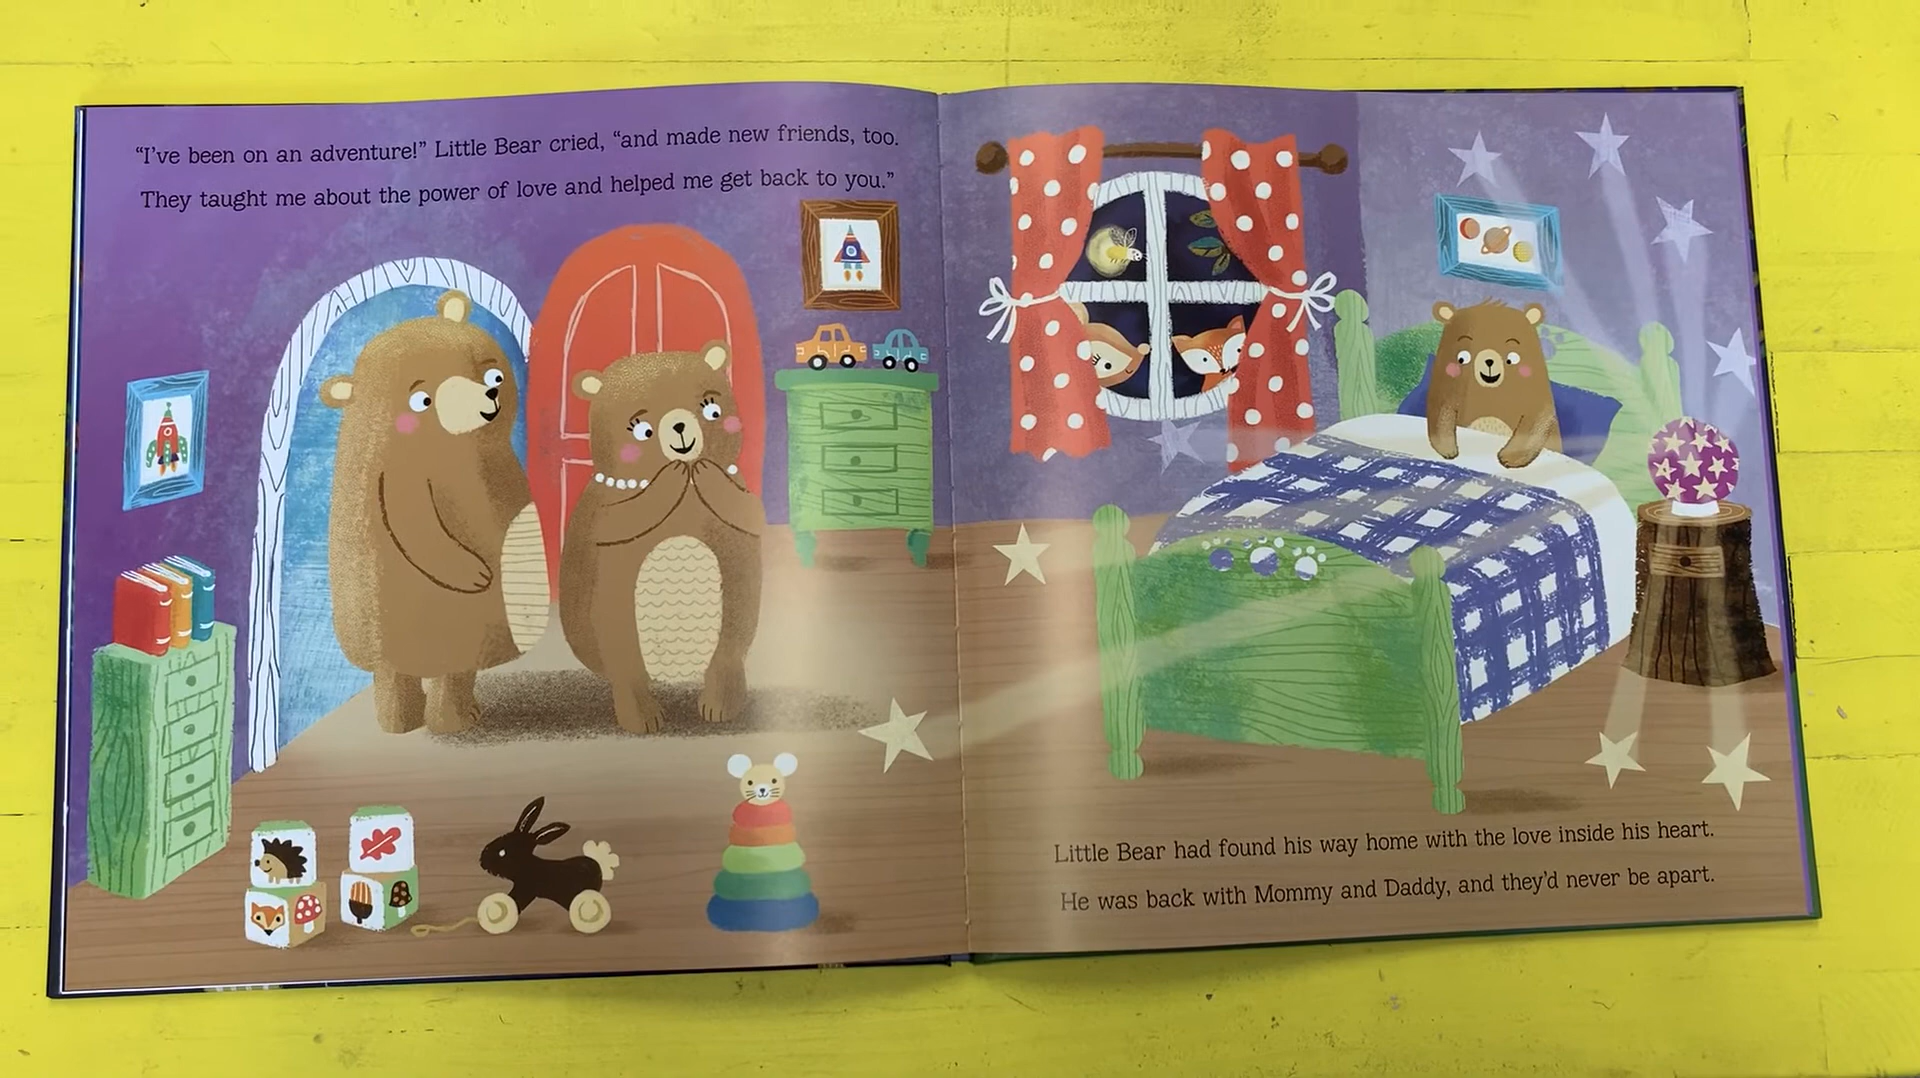 “I’ve been on an adventure!” Little Bear cried, “and made new friends, too.
They taught me about the power of love and helped me get back to you.”
Little Bear had found his way home with the love inside his heart.
He was back with Mommy and Daddy, and they’d never be apart.